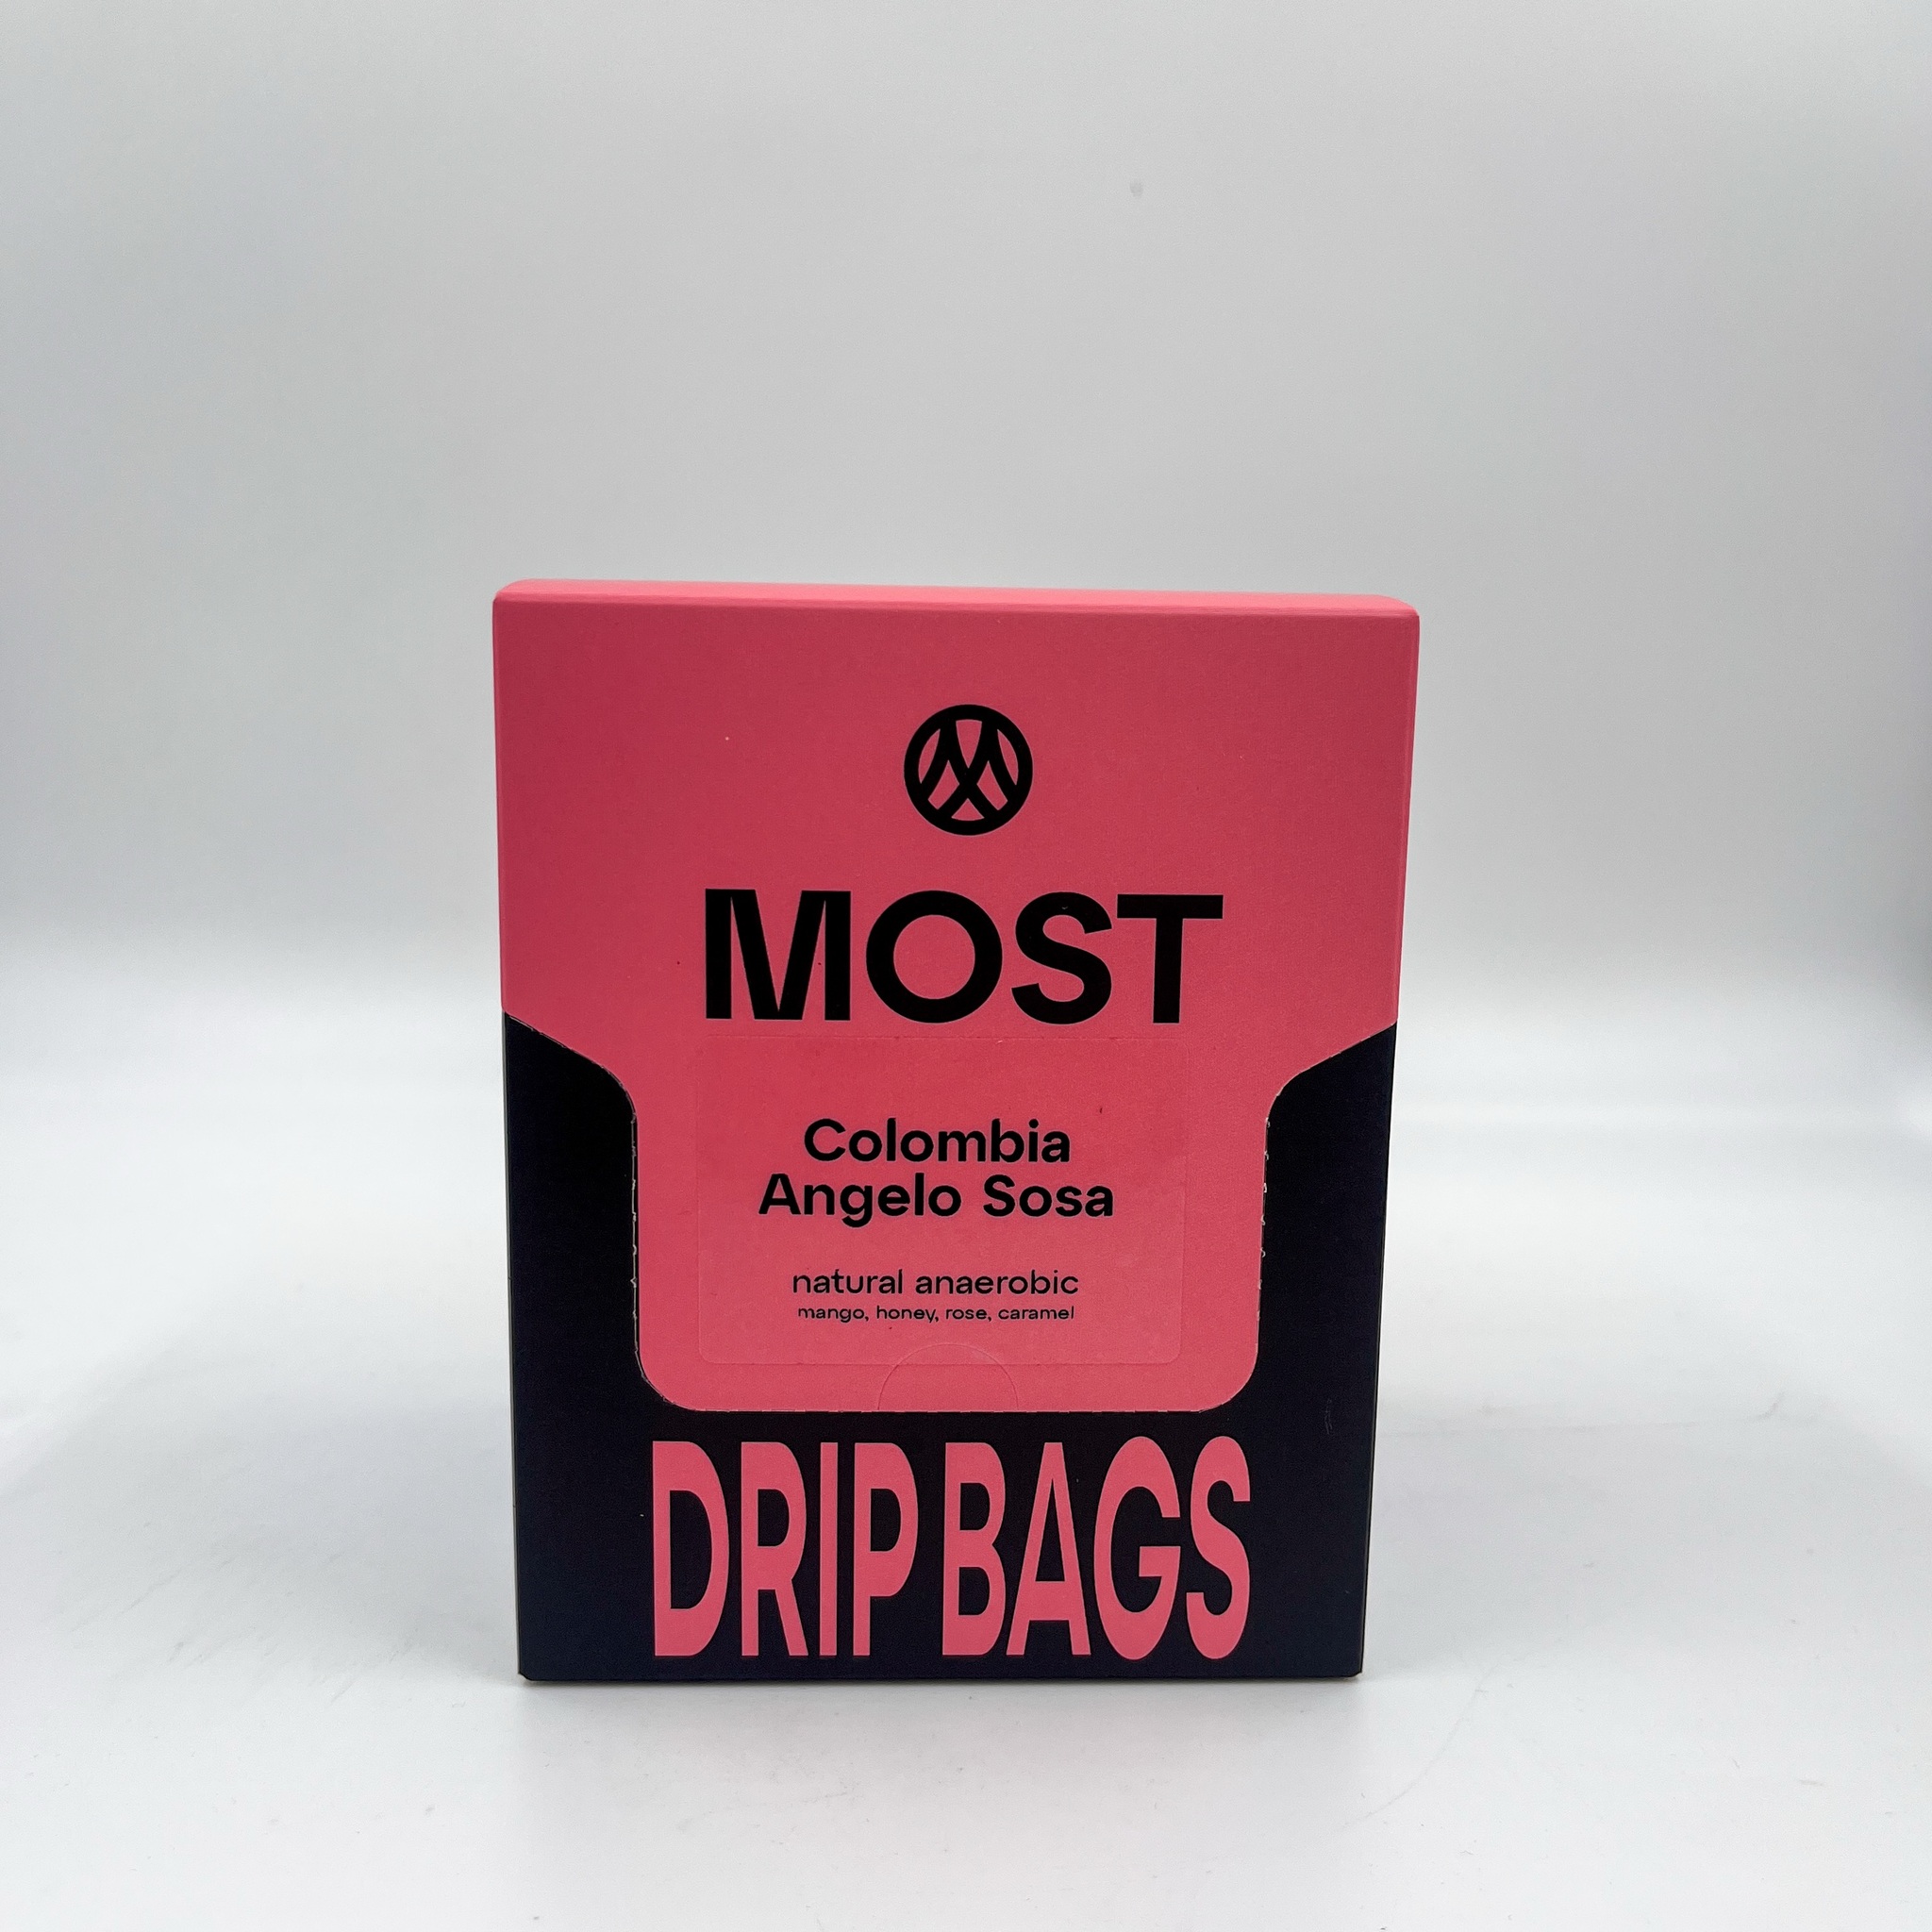 MOST
Colombia
Angelo Sosa
natural anaerobic
mango, honey, rose, caramel
DRIP BAGS